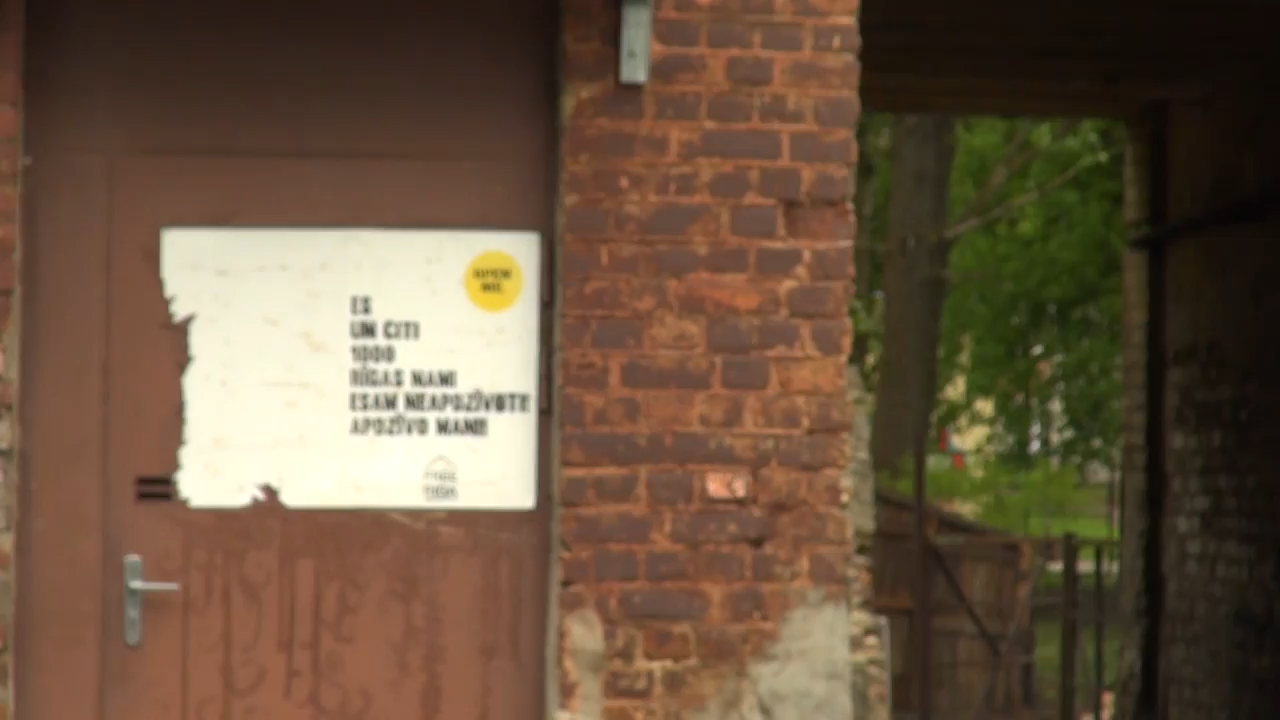 ES
UN CITI
1000
RĪGAS NAMI
ESAM NEAPDZĪVOTI!
APDZĪVO MANI!